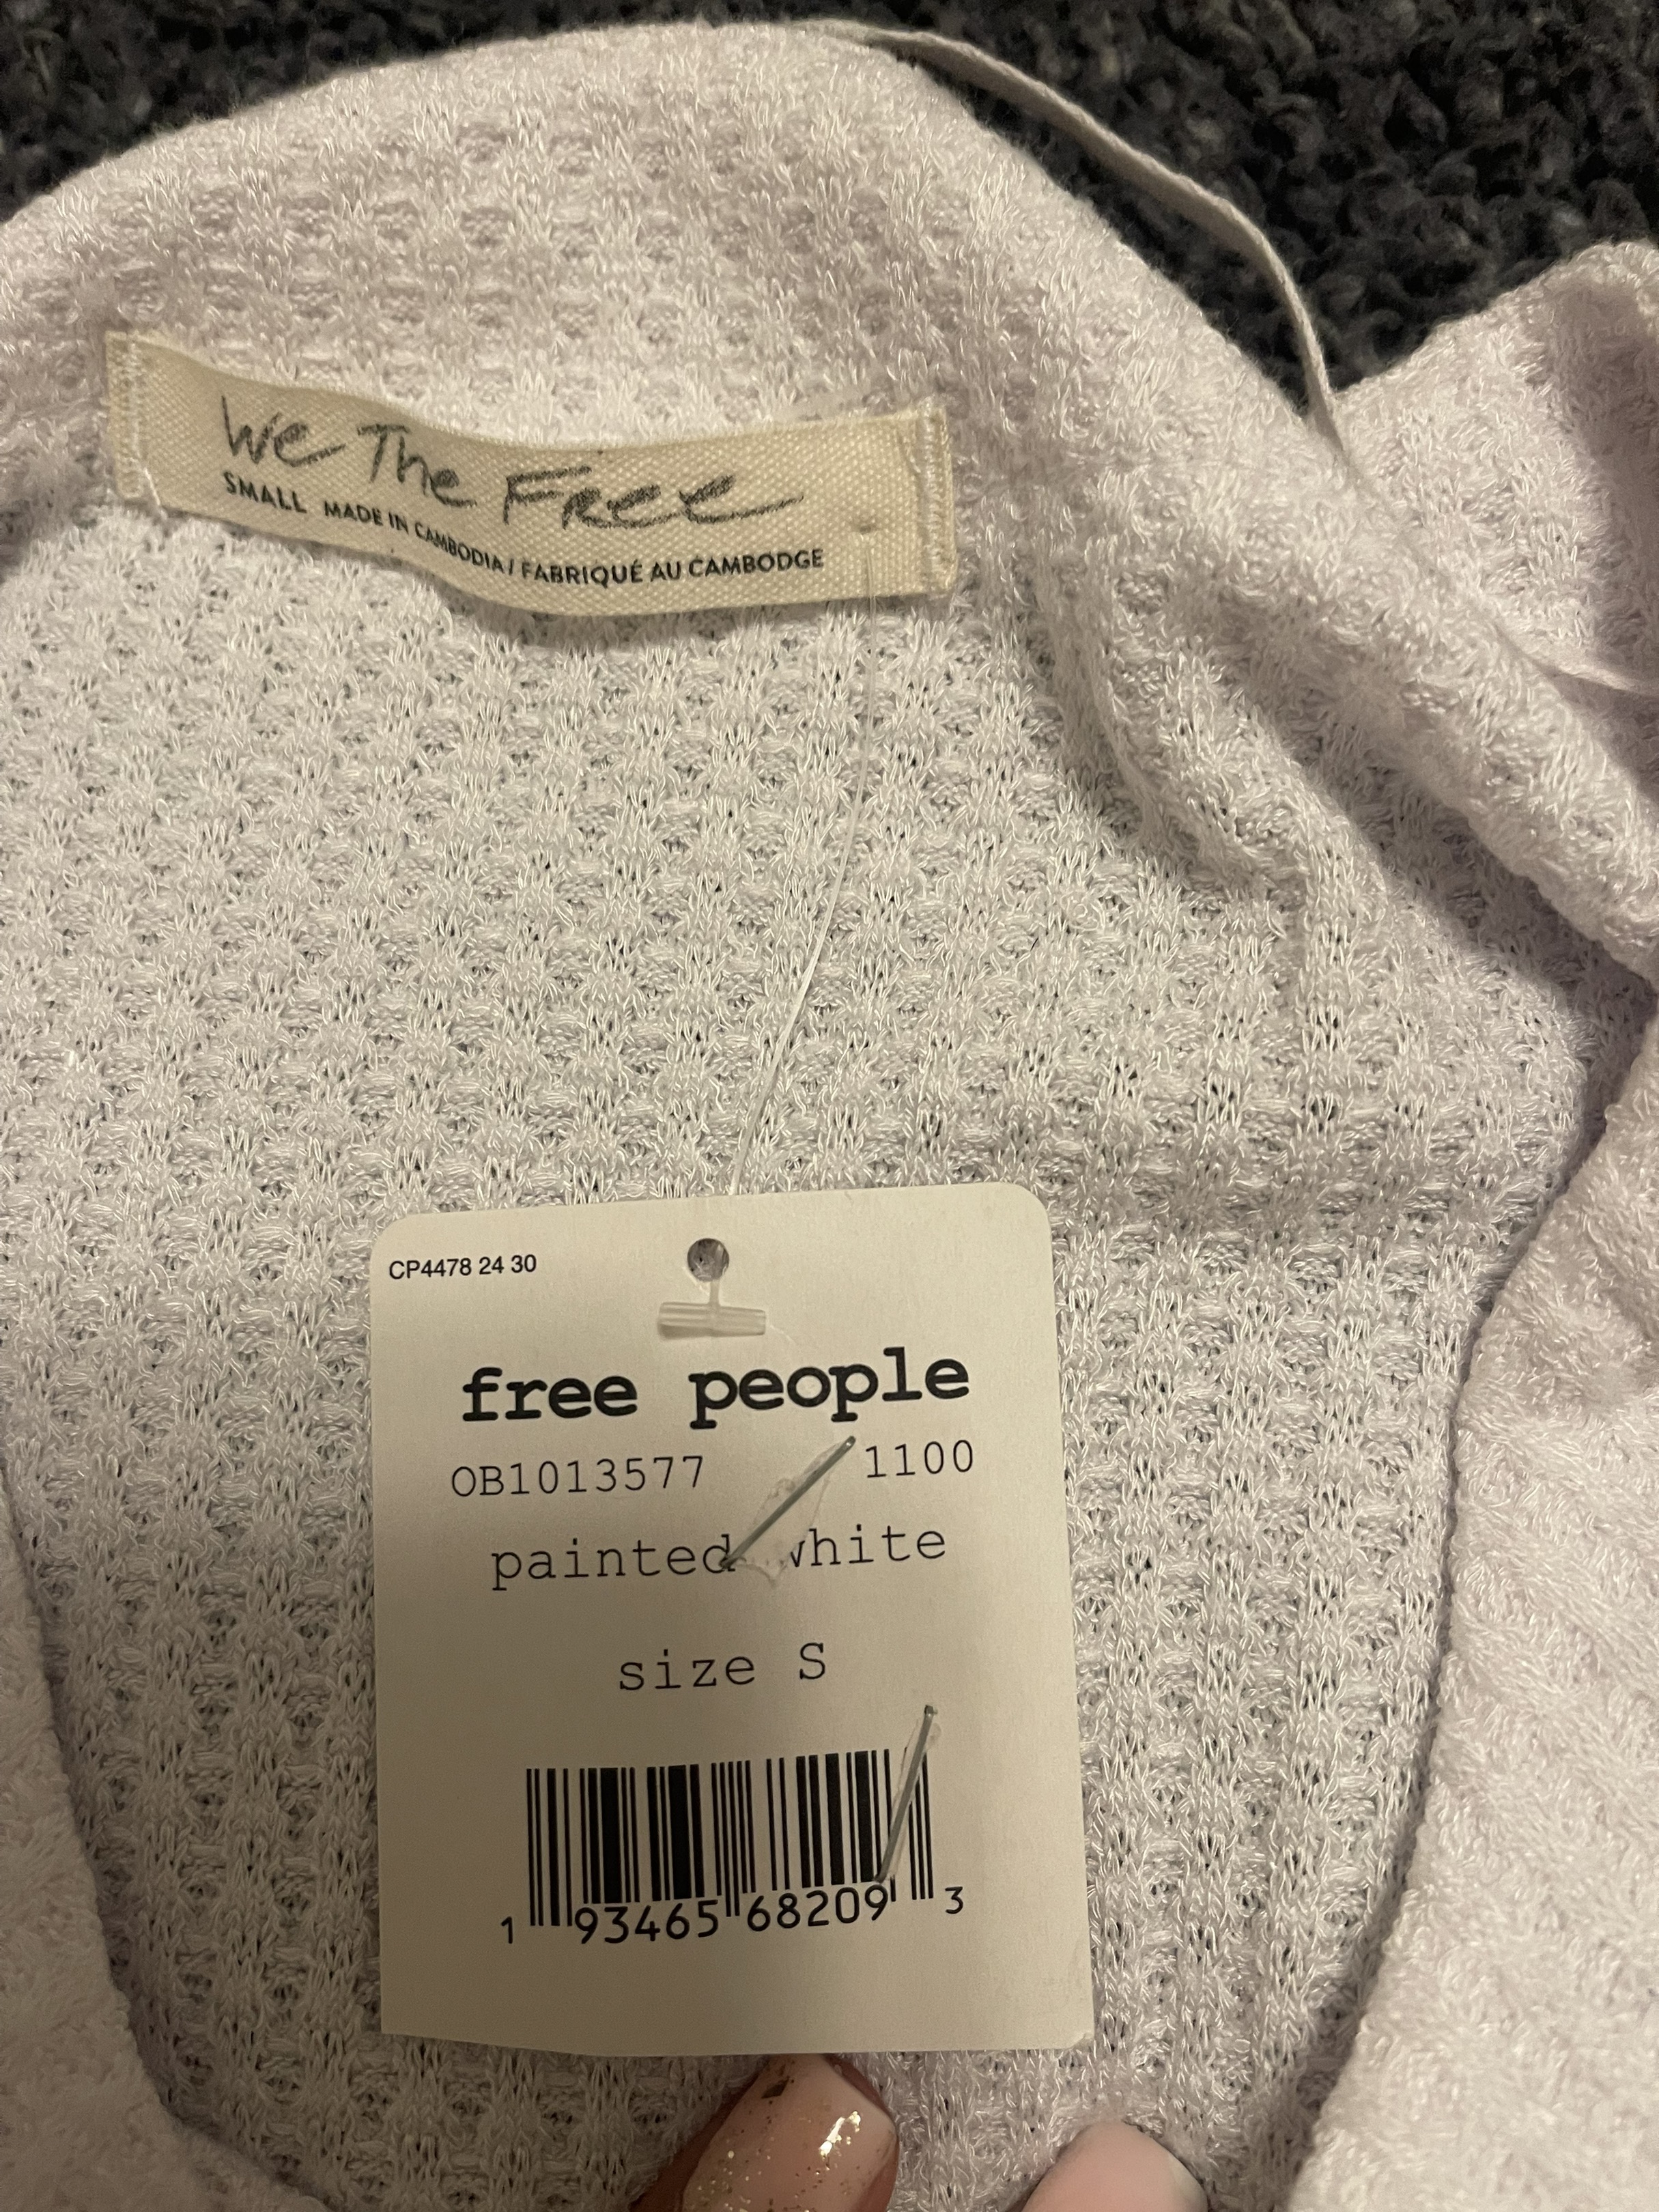 We The Free
SMALL MADE IN CAMBODIA / FABRIQUÉ AU CAMBODGE
CP4478 24 30
free people
OB1013577 1100
painted white
size S
1 93465 68209 3